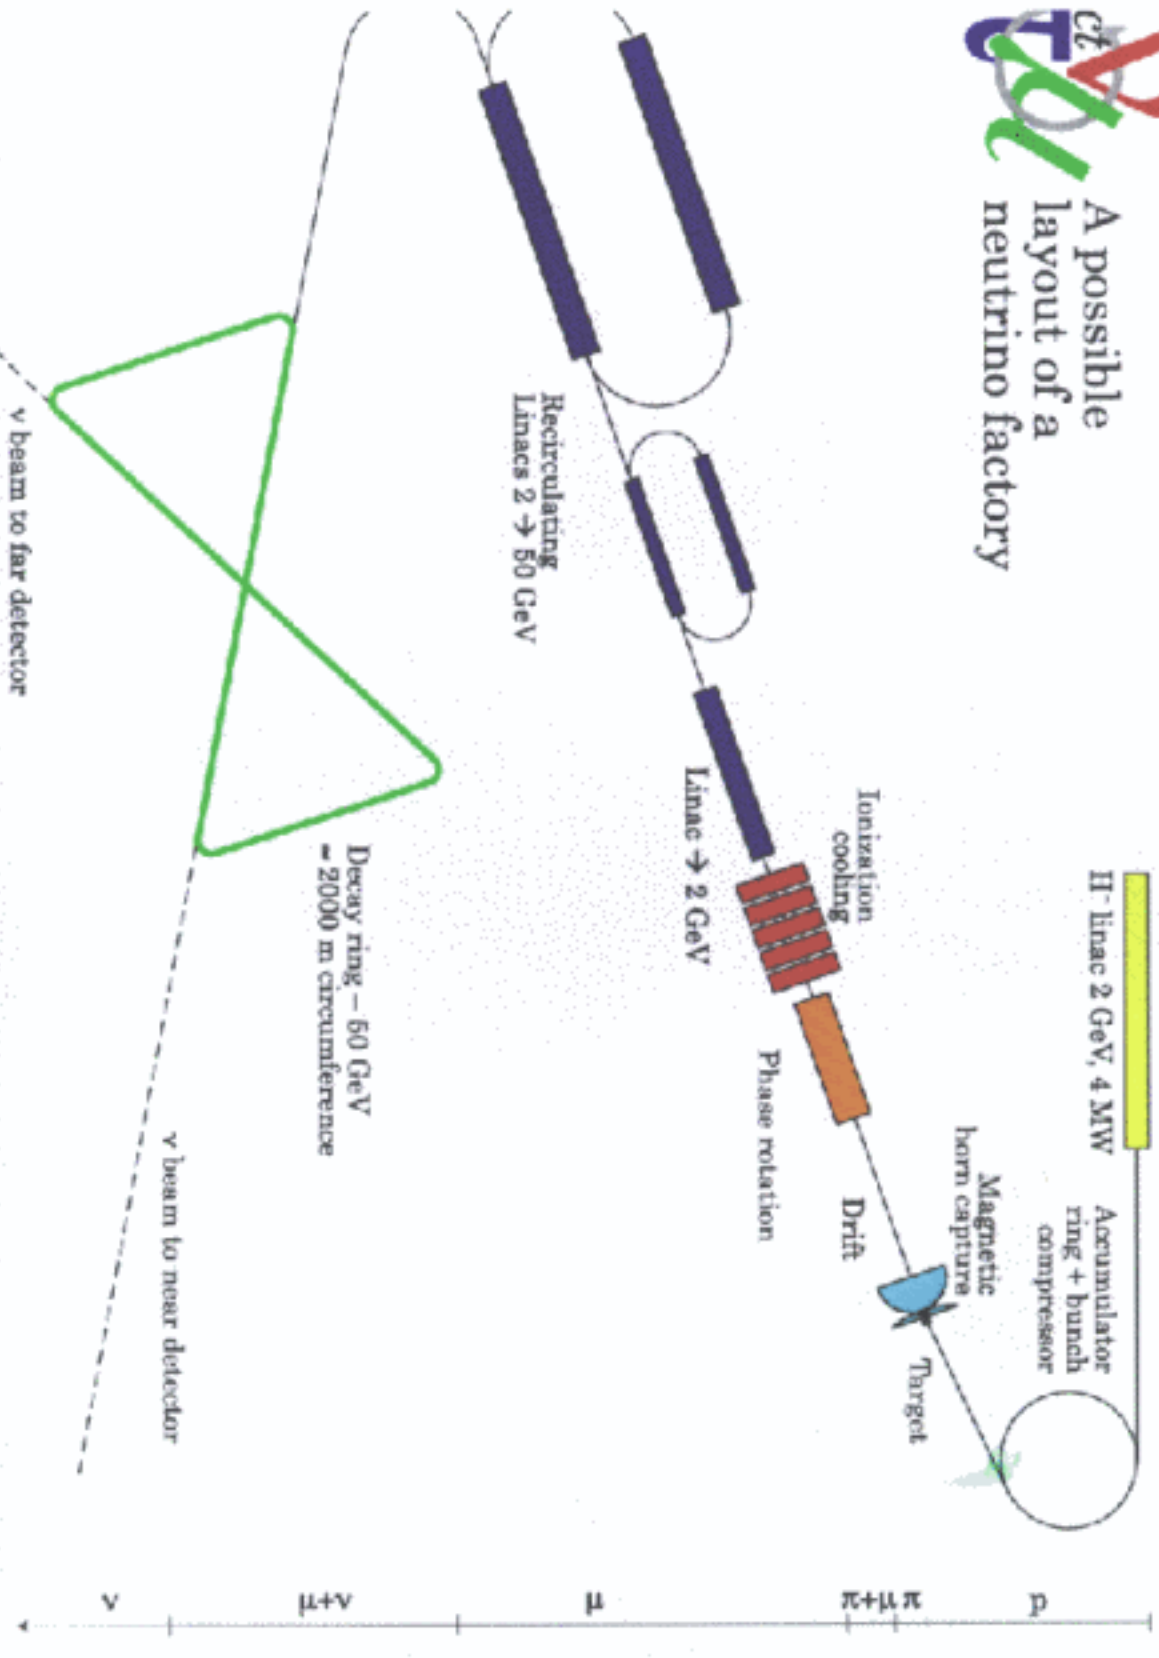 ct
ν
μ
A possible
layout of a
neutrino factory
H⁻ linac 2 GeV, 4 MW
Accumulator
ring + bunch
compressor
Magnetic
horn capture
Target
Ionization
cooling
Drift
Phase rotation
Linac → 2 GeV
Recirculating
Linacs 2 → 50 GeV
Decay ring – 50 GeV
≈ 2000 m circumference
ν beam to far detector
ν beam to near detector
p
π
π+μ
μ
μ+ν
ν